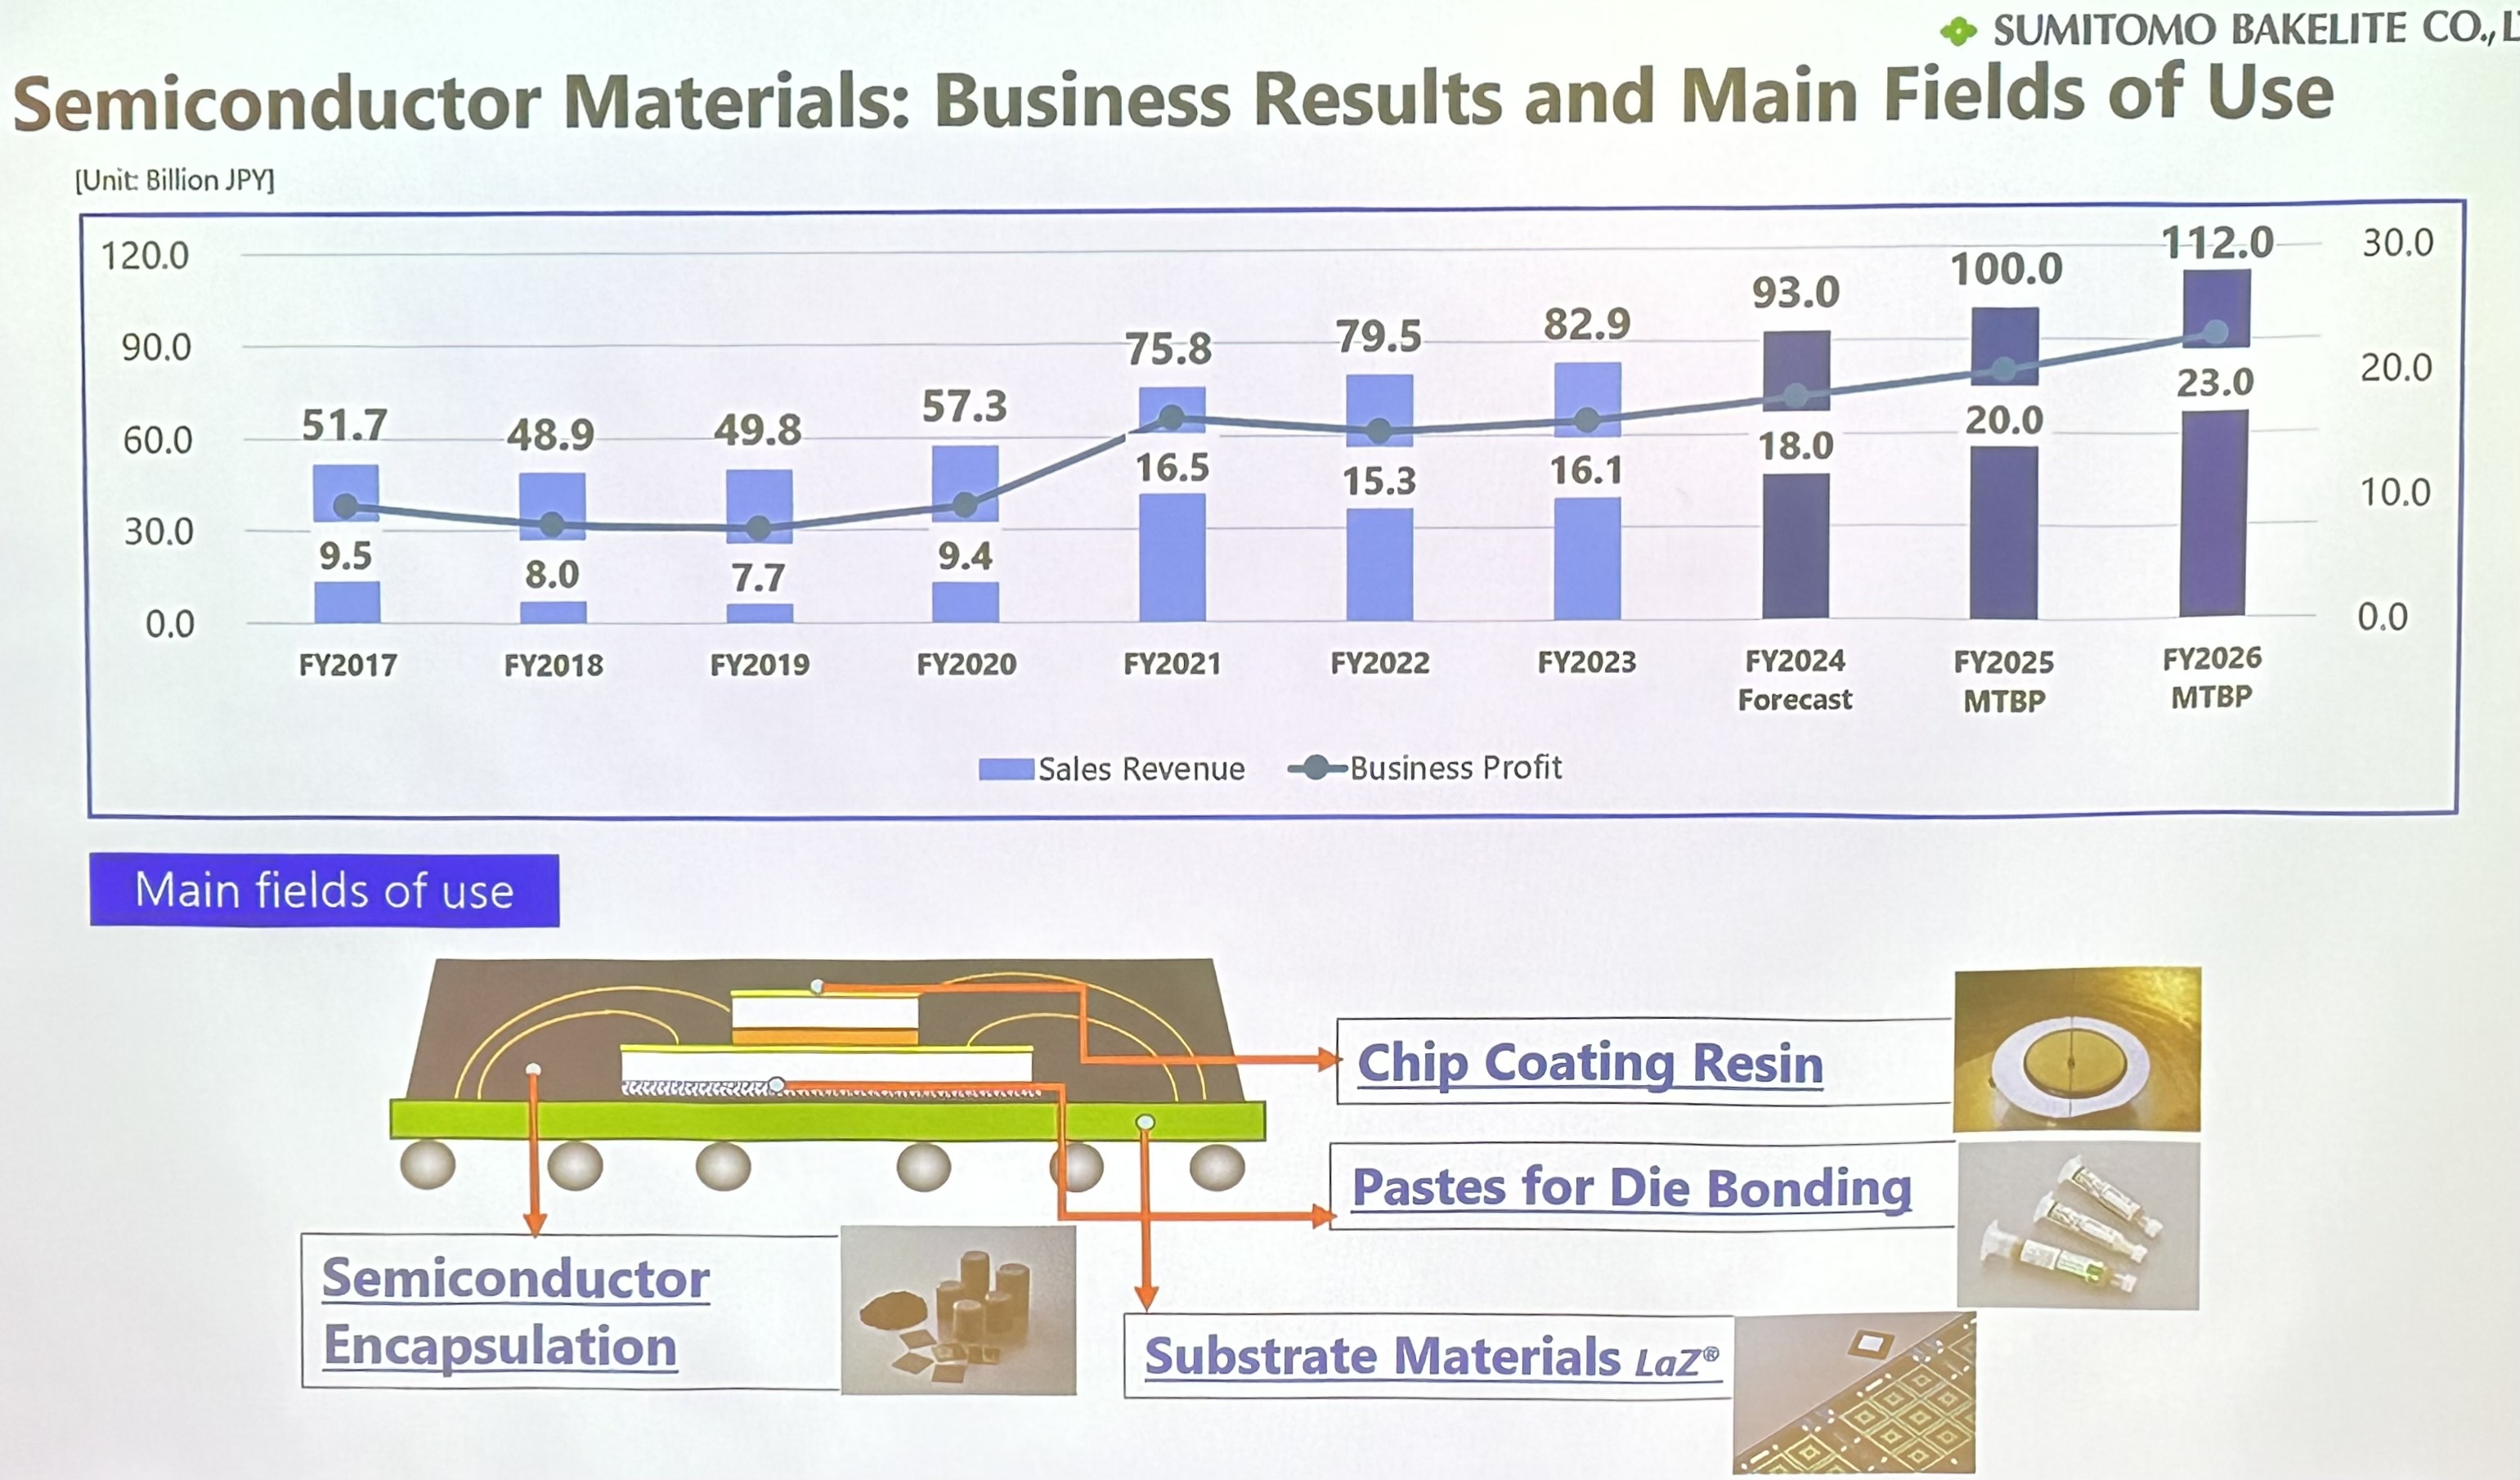 SUMITOMO BAKELITE CO.,
Semiconductor Materials: Business Results and Main Fields of Use
[Unit: Billion JPY]
120.0
90.0
60.0
30.0
0.0
30.0
20.0
10.0
0.0
51.7
48.9
49.8
57.3
75.8
79.5
82.9
93.0
100.0
112.0
9.5
8.0
7.7
9.4
16.5
15.3
16.1
18.0
20.0
23.0
FY2017
FY2018
FY2019
FY2020
FY2021
FY2022
FY2023
FY2024
Forecast
FY2025
MTBP
FY2026
MTBP
Sales Revenue
Business Profit
Main fields of use
Chip Coating Resin
Pastes for Die Bonding
Semiconductor
Encapsulation
Substrate Materials LaZ®